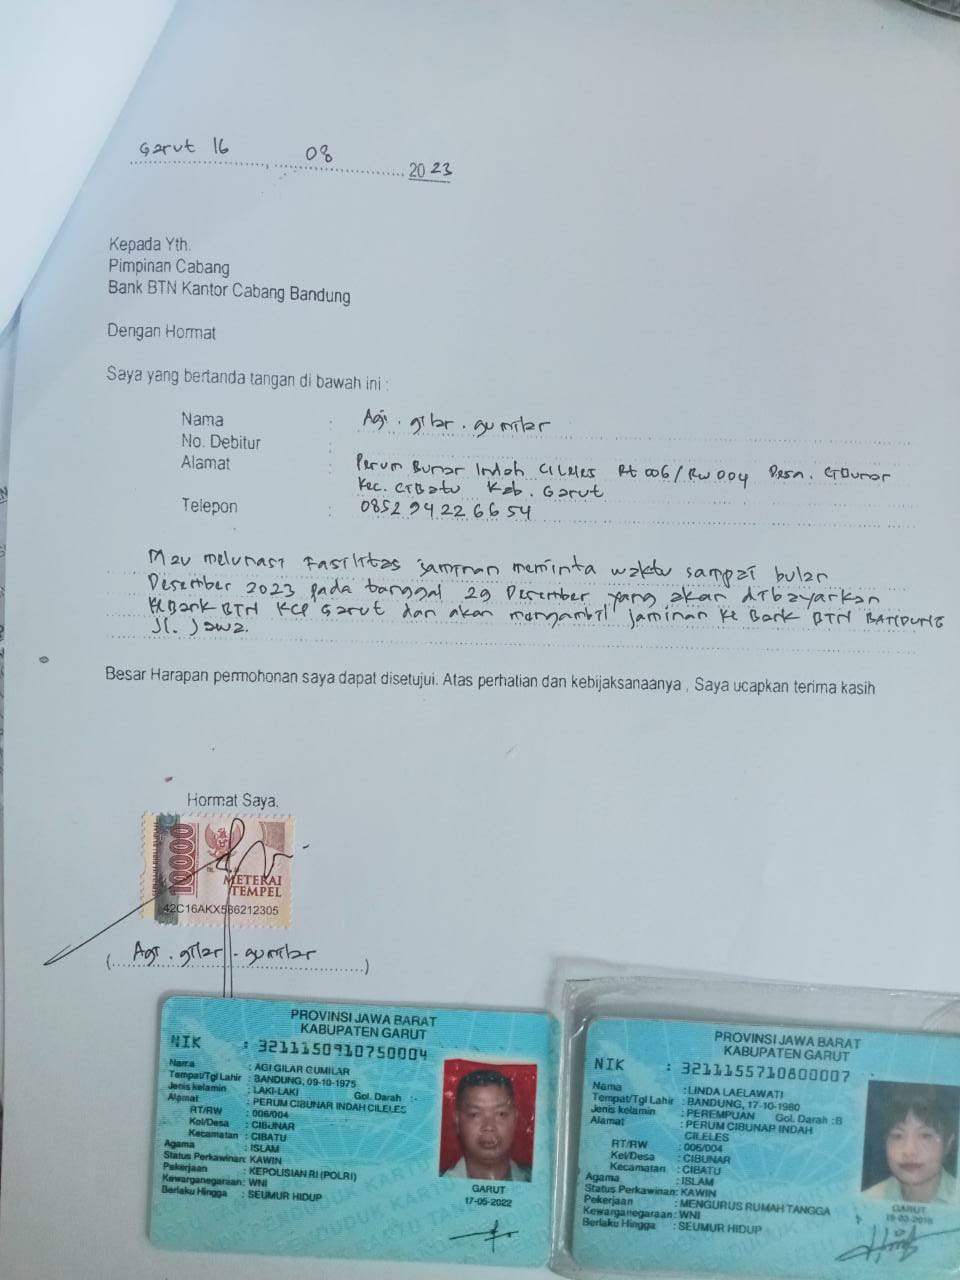 Garut 16, 08 2023
Kepada Yth.
Pimpinan Cabang
Bank BTN Kantor Cabang Bandung
Dengan Hormat
Saya yang bertanda tangan di bawah ini :
Nama : Agi . gilar . gumilar
No. Debitur :
Alamat : Perum Bunar Indah CILELES Rt 006/RW 004 Desa. CIBunar
Kec. CIBatu Kab. Garut
Telepon : 0852 94 22 6654
Mau melunasi Fasilitas jaminan meminta waktu sampai bulan
Desember 2023 pada tanggal 29 Desember yang akan dibayarkan
KeBank BTN KCP Garut dan akan mengambil jaminan Ke Bank BTN BANDUNG
Jl. Jawa.
Besar Harapan permohonan saya dapat disetujui. Atas perhatian dan kebijaksanaanya , Saya ucapkan terima kasih
Hormat Saya.
10000
METERAI
TEMPEL
42C16AKX586212305
( Agi . gilar . gumilar )
PROVINSI JAWA BARAT
KABUPATEN GARUT
NIK : 3211150910750004
Nama : AGI GILAR GUMILAR
Tempat/Tgl Lahir : BANDUNG, 09-10-1975
Jenis kelamin : LAKI-LAKI Gol. Darah : -
Alamat : PERUM CIBUNAR INDAH CILELES
RT/RW : 006/004
Kel/Desa : CIBUNAR
Kecamatan : CIBATU
Agama : ISLAM
Status Perkawinan: KAWIN
Pekerjaan : KEPOLISIAN RI (POLRI)
Kewarganegaraan: WNI
Berlaku Hingga : SEUMUR HIDUP
GARUT
17-05-2022
PROVINSI JAWA BARAT
KABUPATEN GARUT
NIK : 3211155710800007
Nama : LINDA LAELAWATI
Tempat/Tgl Lahir : BANDUNG, 17-10-1980
Jenis kelamin : PEREMPUAN Gol. Darah : B
Alamat : PERUM CIBUNAR INDAH
CILELES
RT/RW : 006/004
Kel/Desa : CIBUNAR
Kecamatan : CIBATU
Agama : ISLAM
Status Perkawinan: KAWIN
Pekerjaan : MENGURUS RUMAH TANGGA
Kewarganegaraan: WNI
Berlaku Hingga : SEUMUR HIDUP
GARUT